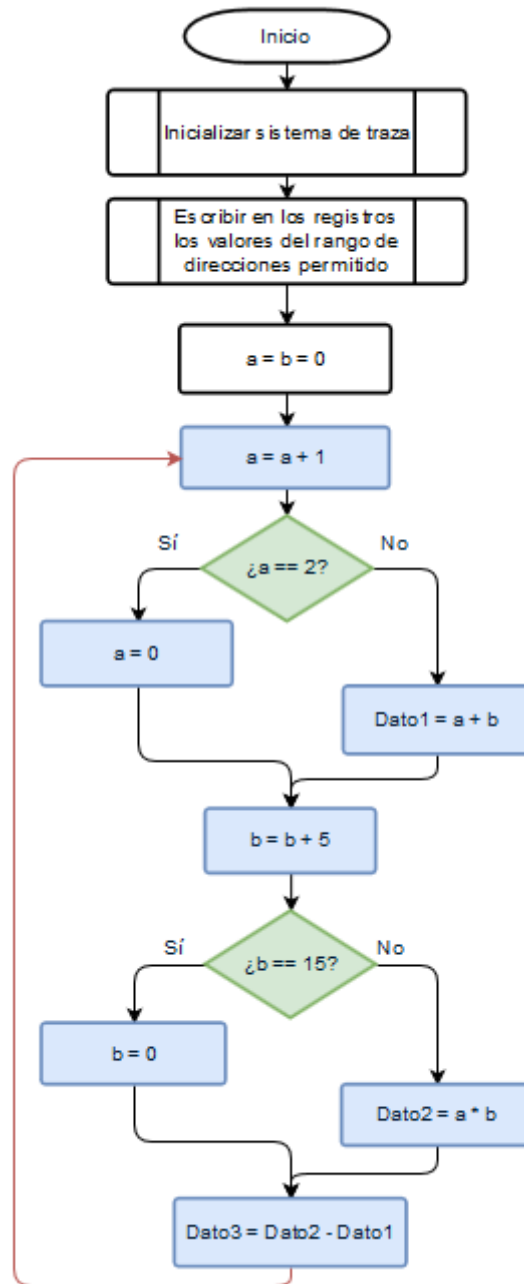 Inicio
Inicializar sistema de traza
Escribir en los registros
los valores del rango de
direcciones permitido
a = b = 0
a = a + 1
Sí
No
¿a == 2?
a = 0
Dato1 = a + b
b = b + 5
Sí
No
¿b == 15?
b = 0
Dato2 = a * b
Dato3 = Dato2 - Dato1